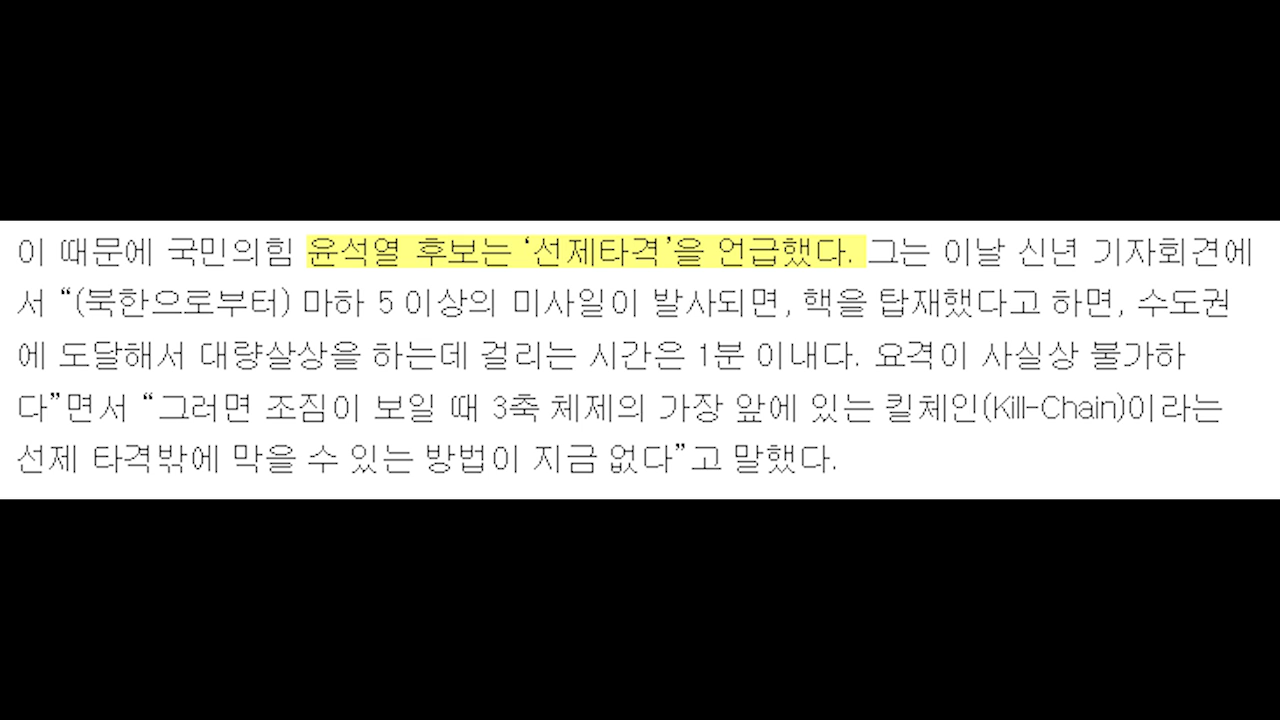 이 때문에 국민의힘 윤석열 후보는 ‘선제타격’을 언급했다. 그는 이날 신년 기자회견에
서 “(북한으로부터) 마하 5 이상의 미사일이 발사되면, 핵을 탑재했다고 하면, 수도권
에 도달해서 대량살상을 하는데 걸리는 시간은 1분 이내다. 요격이 사실상 불가하
다”면서 “그러면 조짐이 보일 때 3축 체제의 가장 앞에 있는 킬체인(Kill-Chain)이라는
선제 타격밖에 막을 수 있는 방법이 지금 없다”고 말했다.